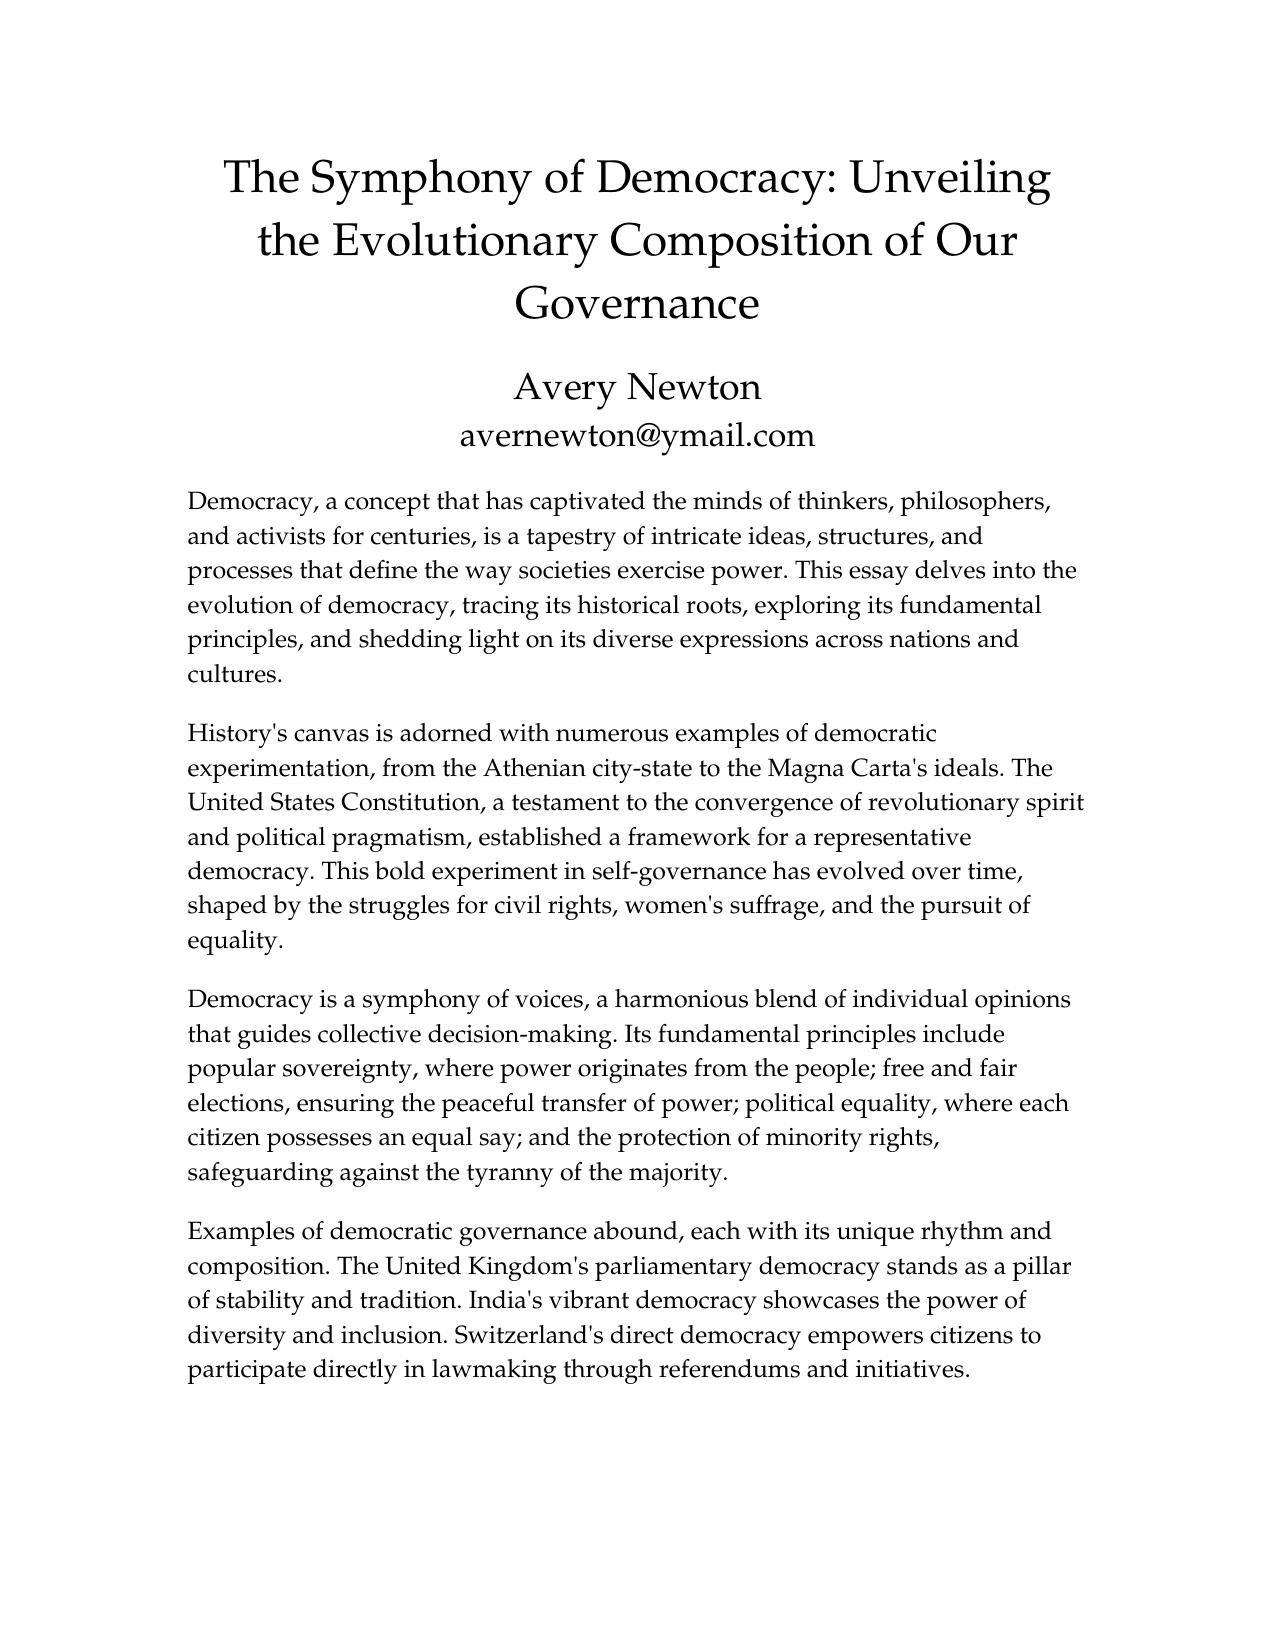 The Symphony of Democracy: Unveiling
the Evolutionary Composition of Our
Governance
Avery Newton
avernewton@ymail.com
Democracy, a concept that has captivated the minds of thinkers, philosophers,
and activists for centuries, is a tapestry of intricate ideas, structures, and
processes that define the way societies exercise power. This essay delves into the
evolution of democracy, tracing its historical roots, exploring its fundamental
principles, and shedding light on its diverse expressions across nations and
cultures.
History's canvas is adorned with numerous examples of democratic
experimentation, from the Athenian city-state to the Magna Carta's ideals. The
United States Constitution, a testament to the convergence of revolutionary spirit
and political pragmatism, established a framework for a representative
democracy. This bold experiment in self-governance has evolved over time,
shaped by the struggles for civil rights, women's suffrage, and the pursuit of
equality.
Democracy is a symphony of voices, a harmonious blend of individual opinions
that guides collective decision-making. Its fundamental principles include
popular sovereignty, where power originates from the people; free and fair
elections, ensuring the peaceful transfer of power; political equality, where each
citizen possesses an equal say; and the protection of minority rights,
safeguarding against the tyranny of the majority.
Examples of democratic governance abound, each with its unique rhythm and
composition. The United Kingdom's parliamentary democracy stands as a pillar
of stability and tradition. India's vibrant democracy showcases the power of
diversity and inclusion. Switzerland's direct democracy empowers citizens to
participate directly in lawmaking through referendums and initiatives.